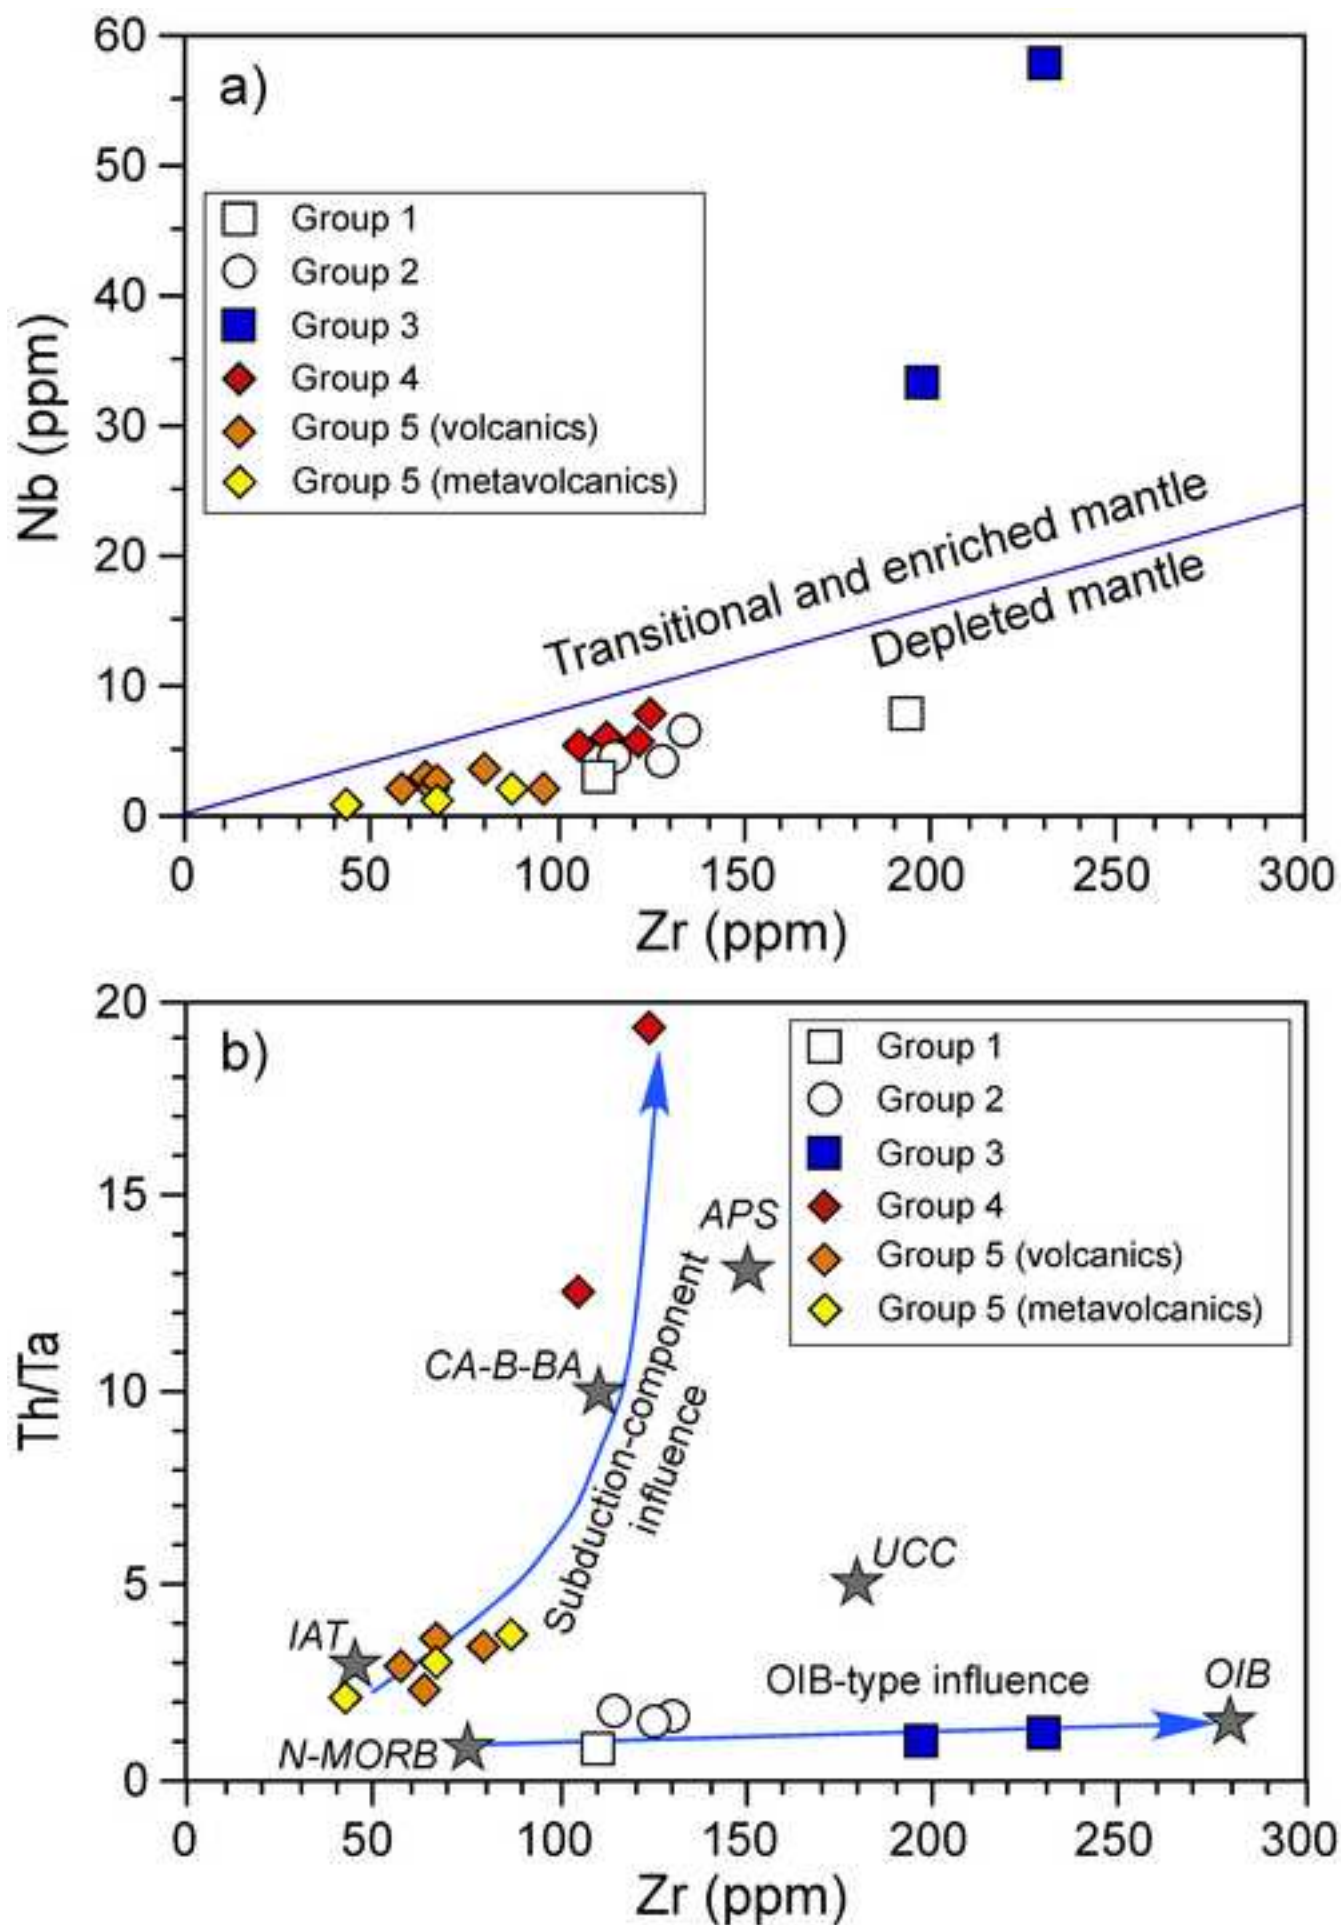 60
a)
50
Group 1
Group 2
40
Group 3
Group 4
30
Group 5 (volcanics)
Group 5 (metavolcanics)
Nb (ppm)
20
Transitional and enriched mantle
Depleted mantle
10
0
0 50 100 150 200 250 300
Zr (ppm)
20
b)
Group 1
Group 2
Group 3
15
APS
Group 4
Group 5 (volcanics)
Group 5 (metavolcanics)
Th/Ta
CA-B-BA
10
Subduction-component
influence
UCC
5
IAT
OIB-type influence
OIB
N-MORB
0
0 50 100 150 200 250 300
Zr (ppm)